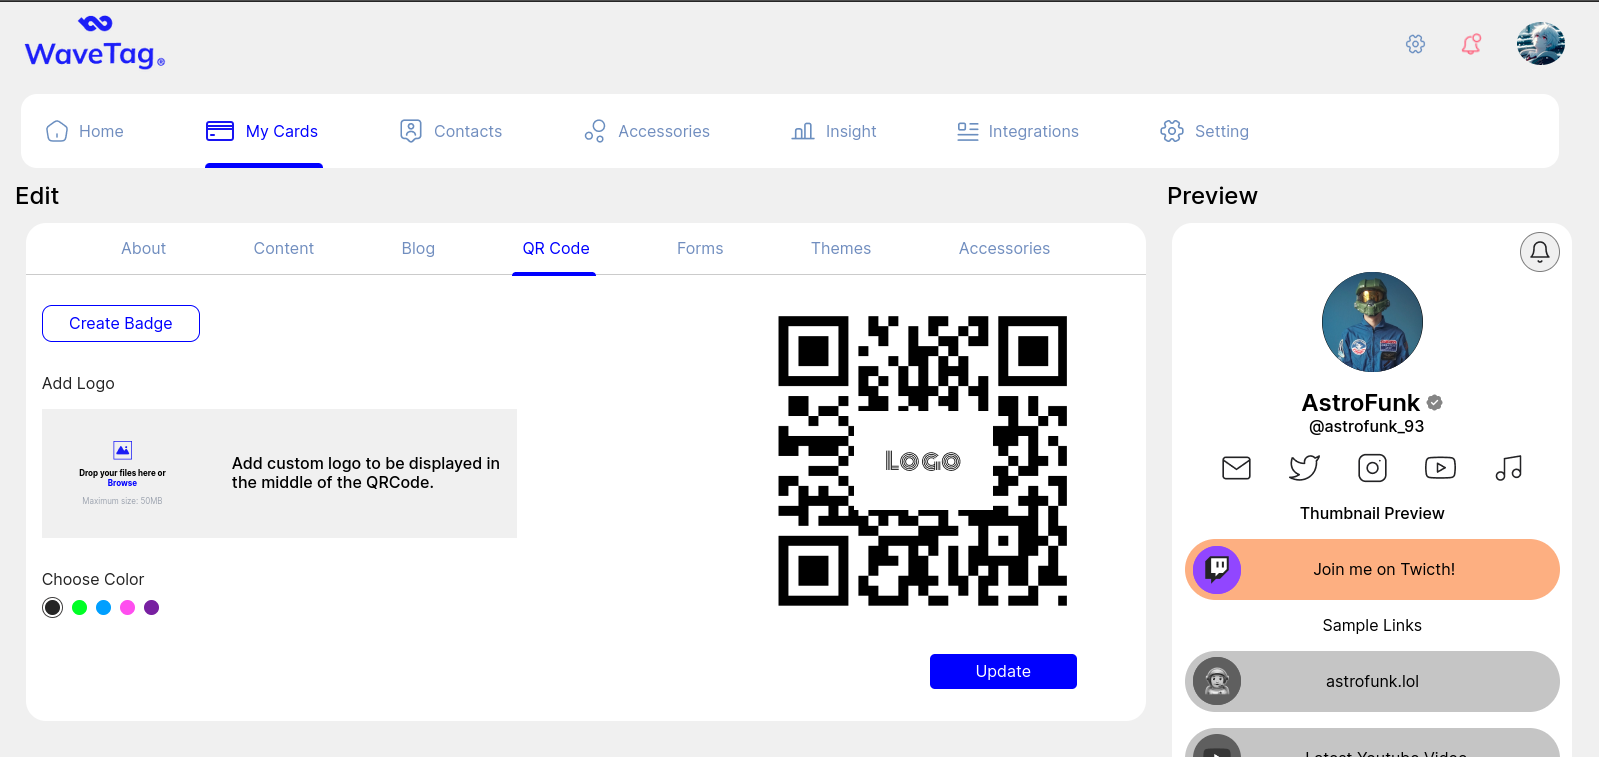 WaveTag®
Home
My Cards
Contacts
Accessories
Insight
Integrations
Setting
Edit
About
Content
Blog
QR Code
Forms
Themes
Accessories
Create Badge
Add Logo
Drop your files here or
Browse
Maximum size: 50MB
Add custom logo to be displayed in
the middle of the QRCode.
Choose Color
LOGO
Update
Preview
AstroFunk
@astrofunk_93
Thumbnail Preview
Join me on Twicth!
Sample Links
astrofunk.lol
Latest Youtube Video